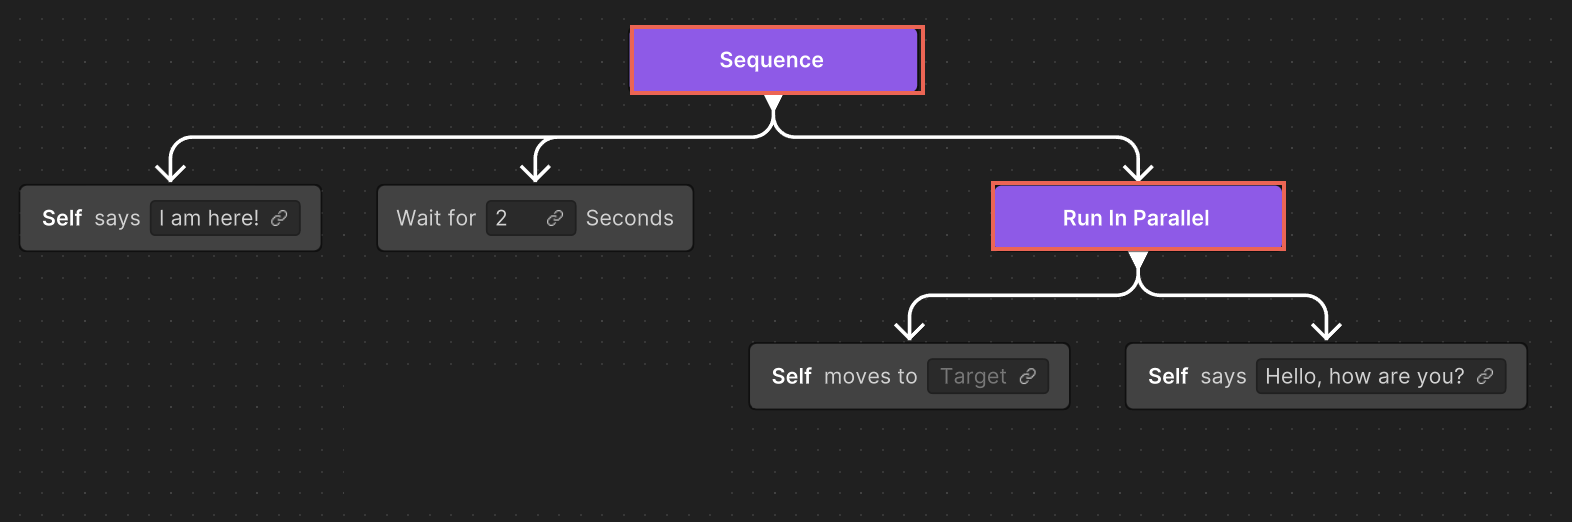 Sequence
Self says I am here!
Wait for 2 Seconds
Run In Parallel
Self moves to Target
Self says Hello, how are you?